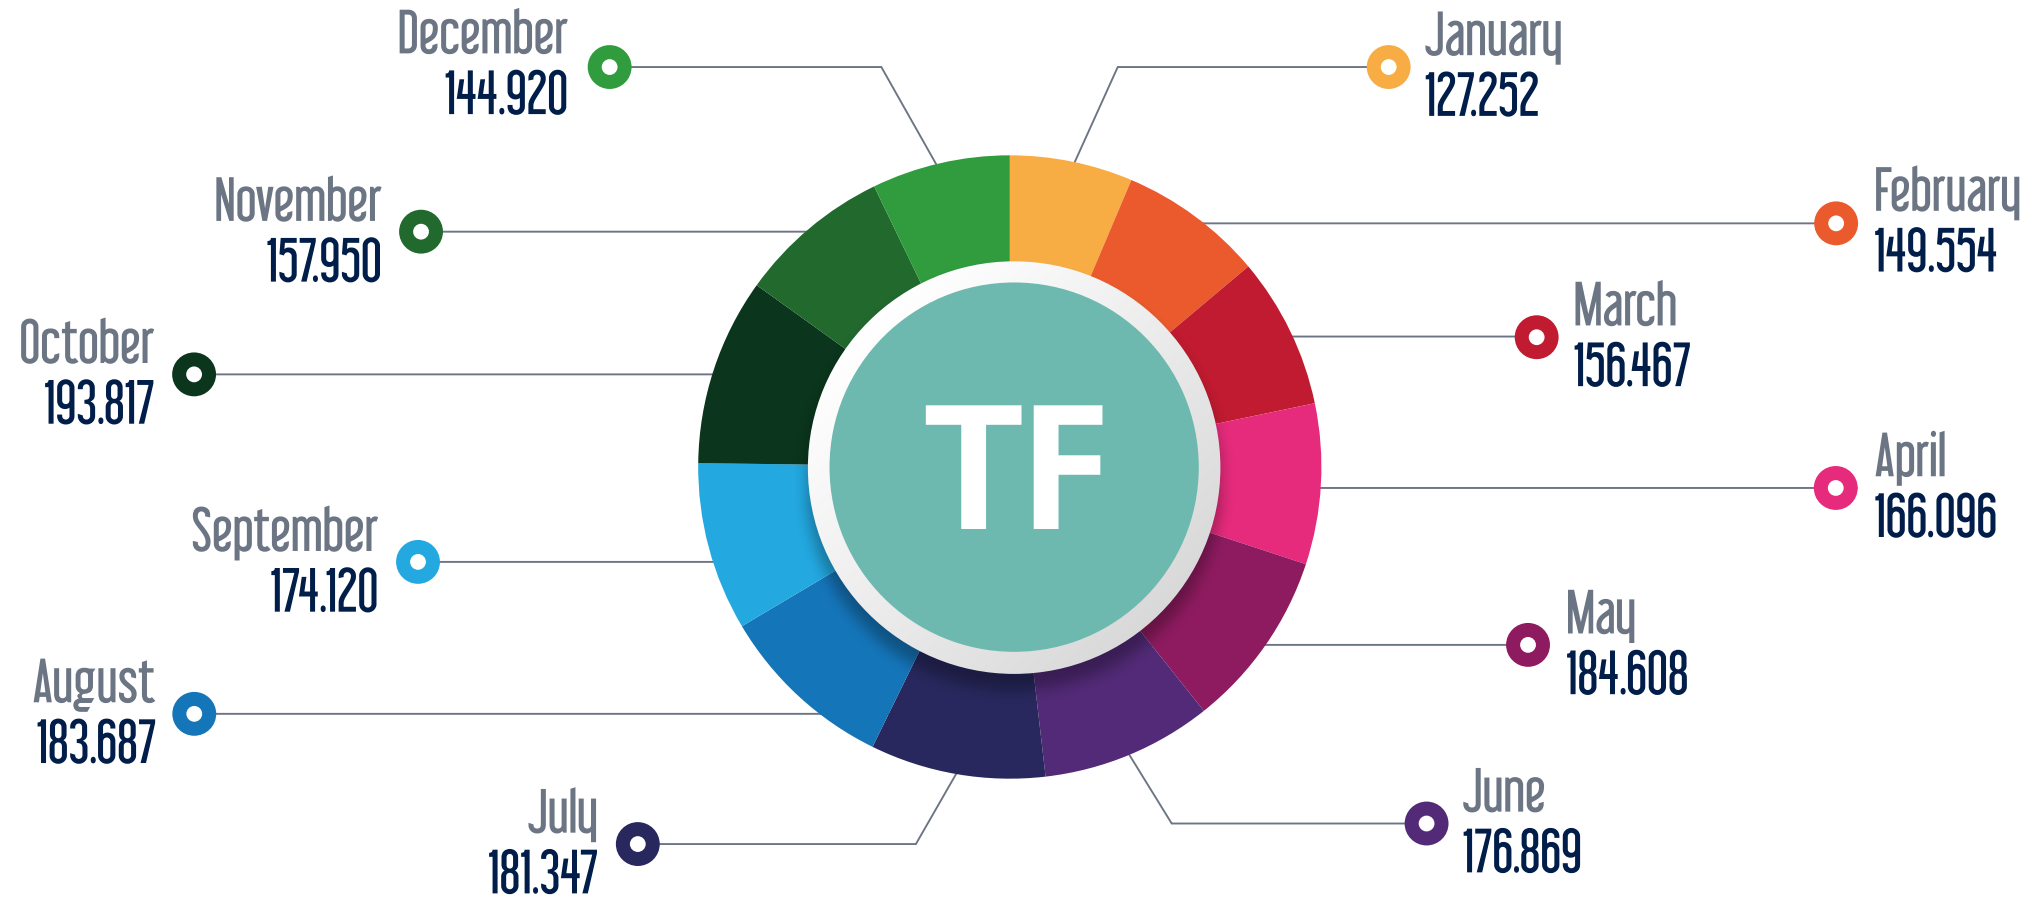 December
144.920
January
127.252
November
157.950
February
149.554
October
193.817
March
156.467
TF
April
166.096
September
174.120
May
184.608
August
183.687
June
176.869
July
181.347